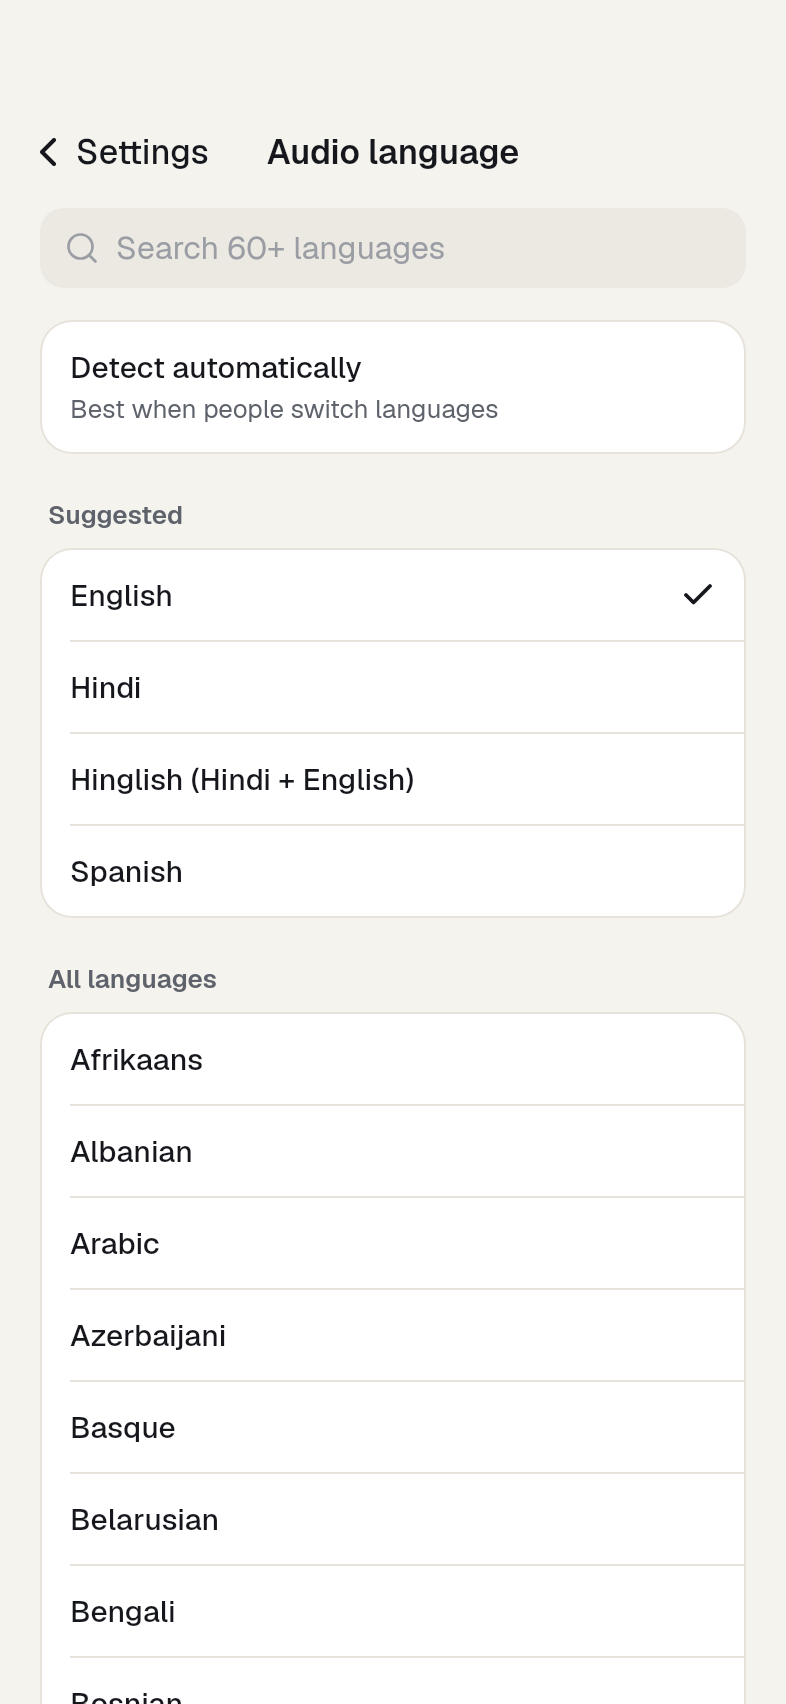 Settings
Audio language
Search 60+ languages
Detect automatically
Best when people switch languages
Suggested
English
Hindi
Hinglish (Hindi + English)
Spanish
All languages
Afrikaans
Albanian
Arabic
Azerbaijani
Basque
Belarusian
Bengali
Bosnian